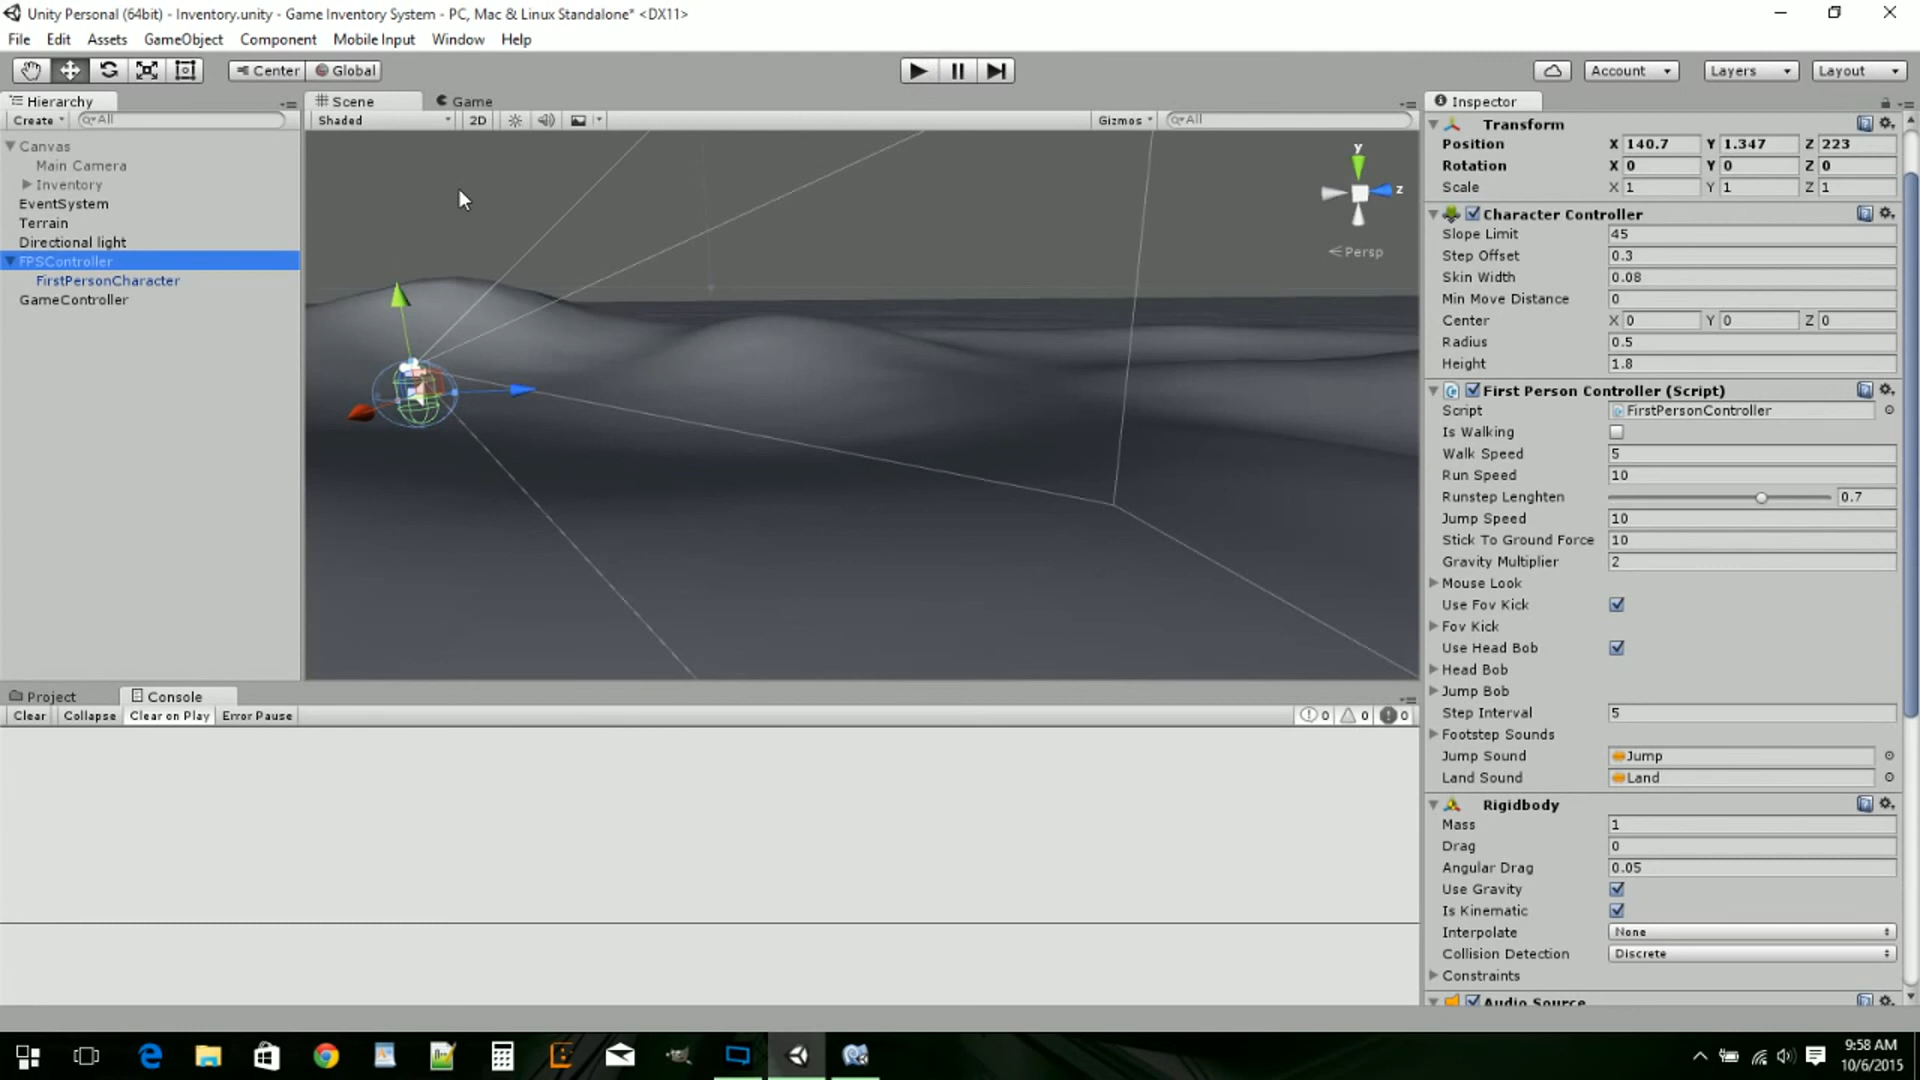 Unity Personal (64bit) - Inventory.unity - Game Inventory System - PC, Mac & Linux Standalone* <DX11>
File Edit Assets GameObject Component Mobile Input Window Help
Center Global
Account Layers Layout
Hierarchy
Create All
Canvas
Main Camera
Inventory
EventSystem
Terrain
Directional light
FPSController
FirstPersonCharacter
GameController
Scene Game
Shaded 2D Gizmos All
y
z
Persp
Inspector
Transform
Position X 140.7 Y 1.347 Z 223
Rotation X 0 Y 0 Z 0
Scale X 1 Y 1 Z 1
Character Controller
Slope Limit 45
Step Offset 0.3
Skin Width 0.08
Min Move Distance 0
Center X 0 Y 0 Z 0
Radius 0.5
Height 1.8
First Person Controller (Script)
Script FirstPersonController
Is Walking
Walk Speed 5
Run Speed 10
Runstep Lenghten 0.7
Jump Speed 10
Stick To Ground Force 10
Gravity Multiplier 2
Mouse Look
Use Fov Kick
Fov Kick
Use Head Bob
Head Bob
Jump Bob
Step Interval 5
Footstep Sounds
Jump Sound Jump
Land Sound Land
Rigidbody
Mass 1
Drag 0
Angular Drag 0.05
Use Gravity
Is Kinematic
Interpolate None
Collision Detection Discrete
Constraints
Audio Source
Project Console
Clear Collapse Clear on Play Error Pause 0 0 0
9:58 AM
10/6/2015